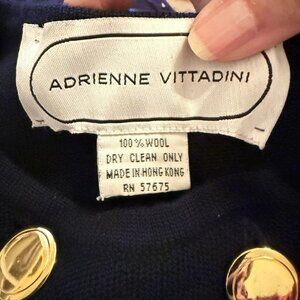 ADRIENNE VITTADINI
100% WOOL
DRY CLEAN ONLY
MADE IN HONG KONG
RN 57675